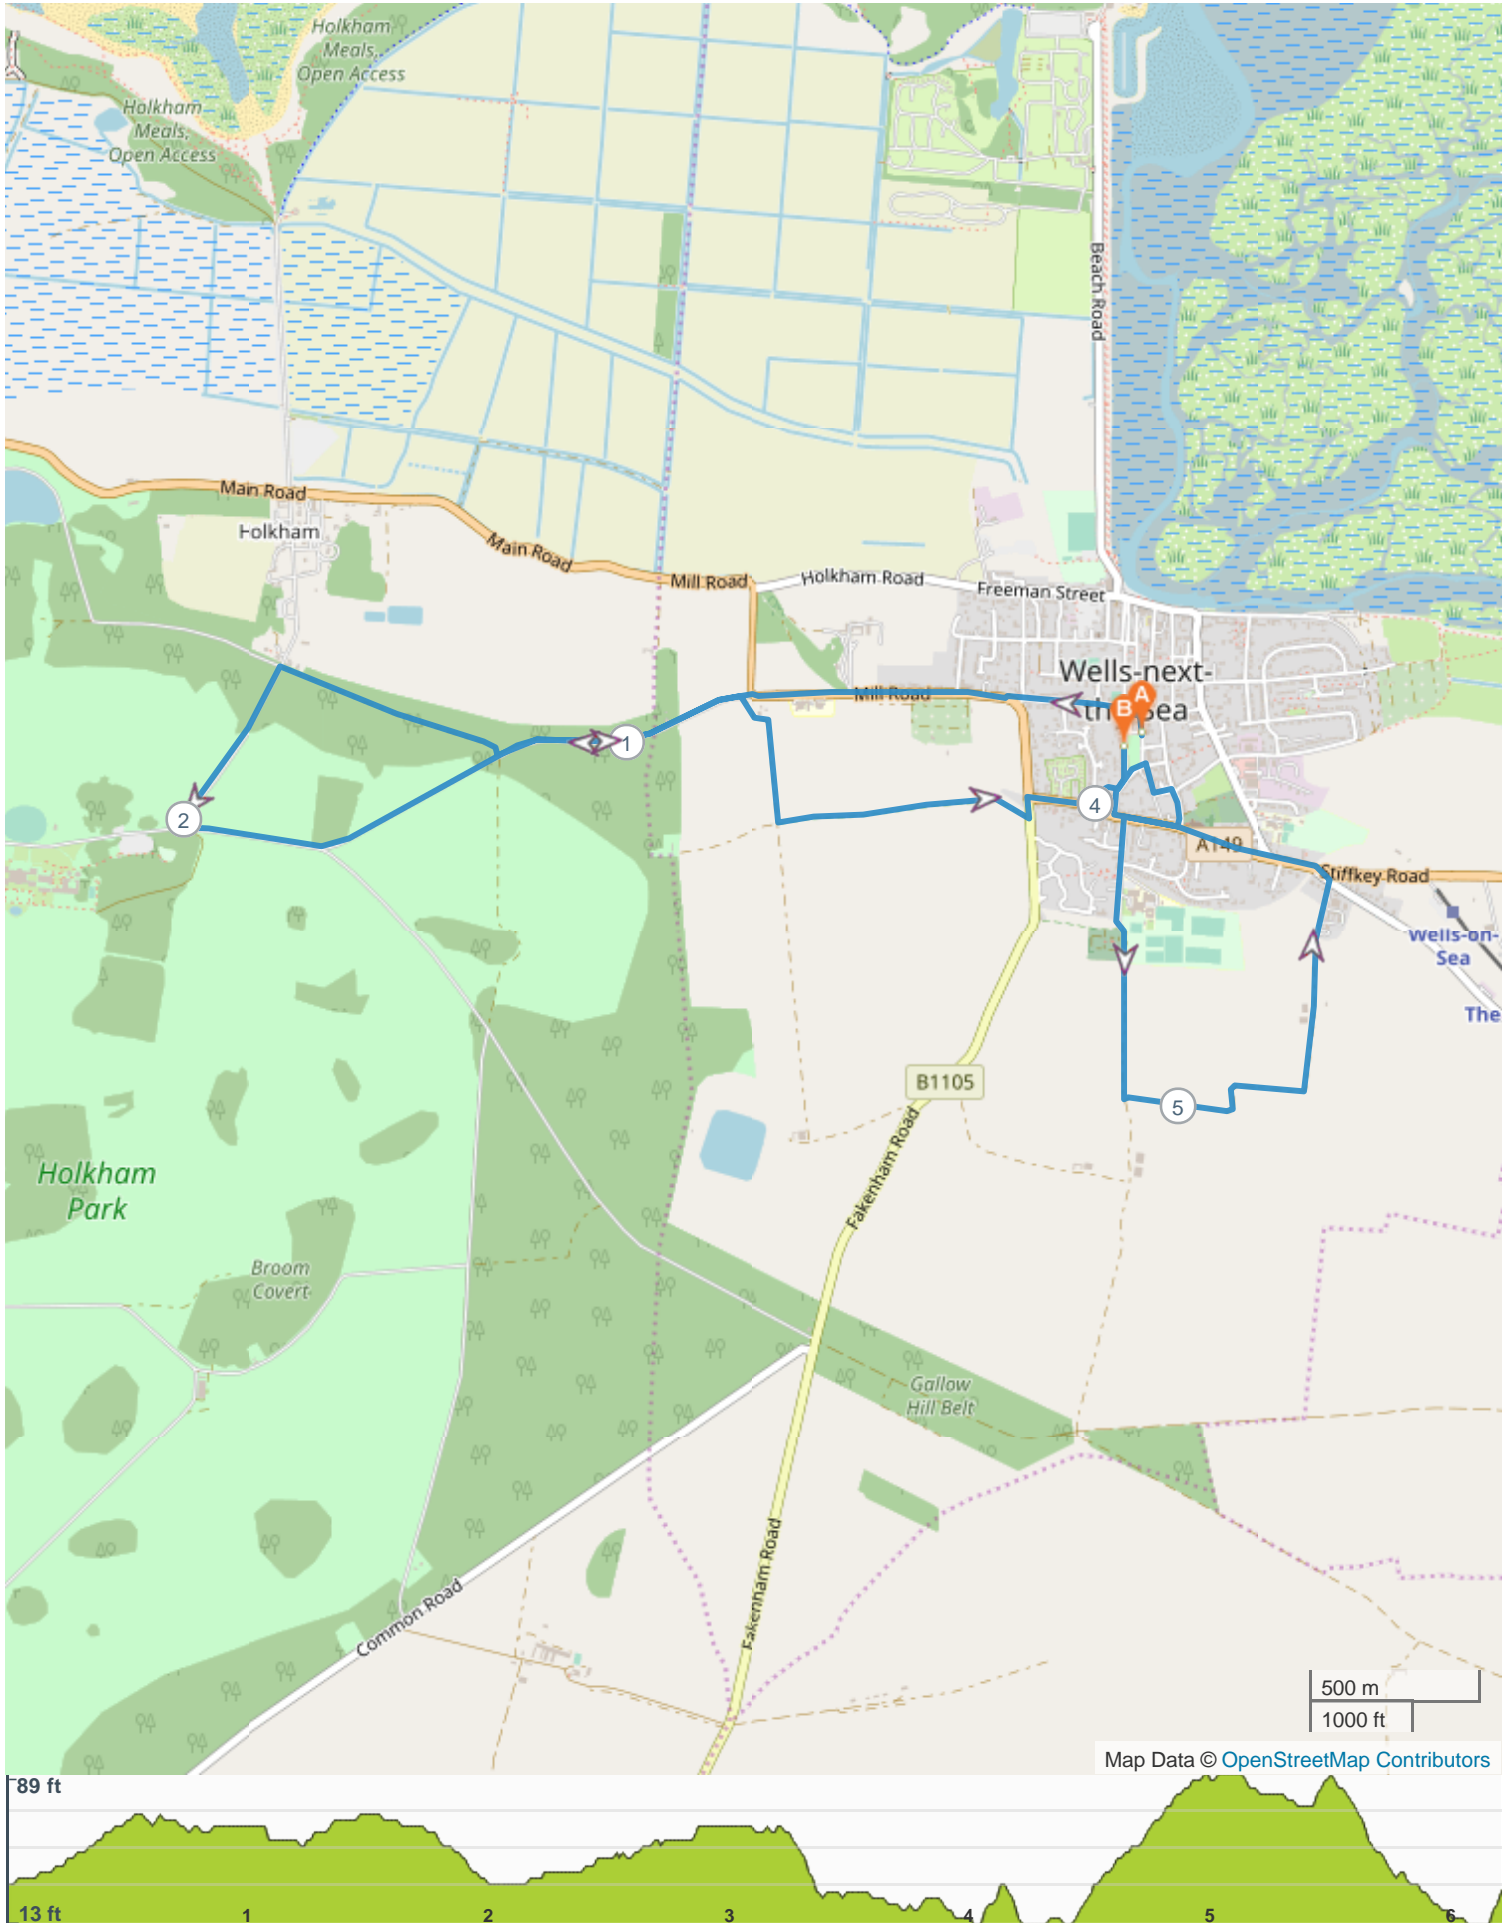 Holkham
Meals,
Open Access
Holkham
Meals,
Open Access
Beach Road
Main Road
Holkham
Main Road
Mill Road
Holkham Road
Freeman Street
Wells-next-
the-Sea
A
B
Mill Road
1
2
4
A149
Stiffkey Road
Wells-on-
Sea
The
B1105
5
Fakenham Road
Holkham
Park
Broom
Covert
Gallow
Hill Belt
Fakenham Road
Common Road
500 m
1000 ft
Map Data © OpenStreetMap Contributors
89 ft
13 ft
1
2
3
4
5
6